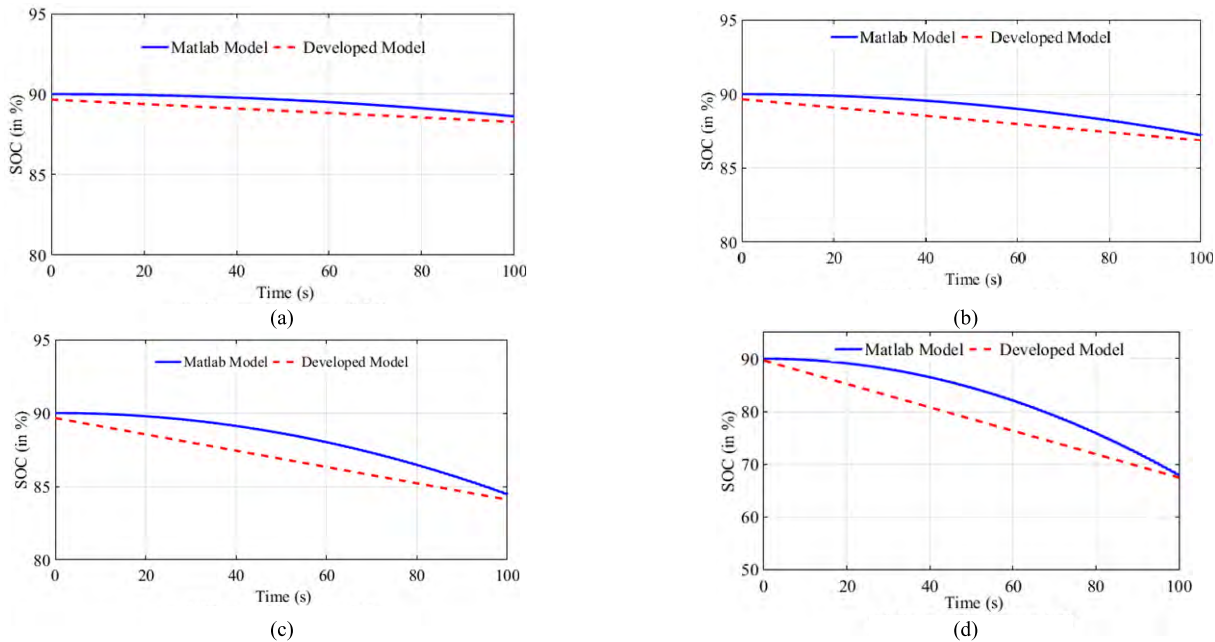 95
Matlab Model Developed Model
90
85
80
SOC (in %)
0 20 40 60 80 100
Time (s)
(a)
95
Matlab Model Developed Model
90
85
80
SOC (in %)
0 20 40 60 80 100
Time (s)
(b)
95
Matlab Model Developed Model
90
85
80
SOC (in %)
0 20 40 60 80 100
Time (s)
(c)
Matlab Model Developed Model
90
80
70
60
50
SOC (in %)
0 20 40 60 80 100
Time (s)
(d)